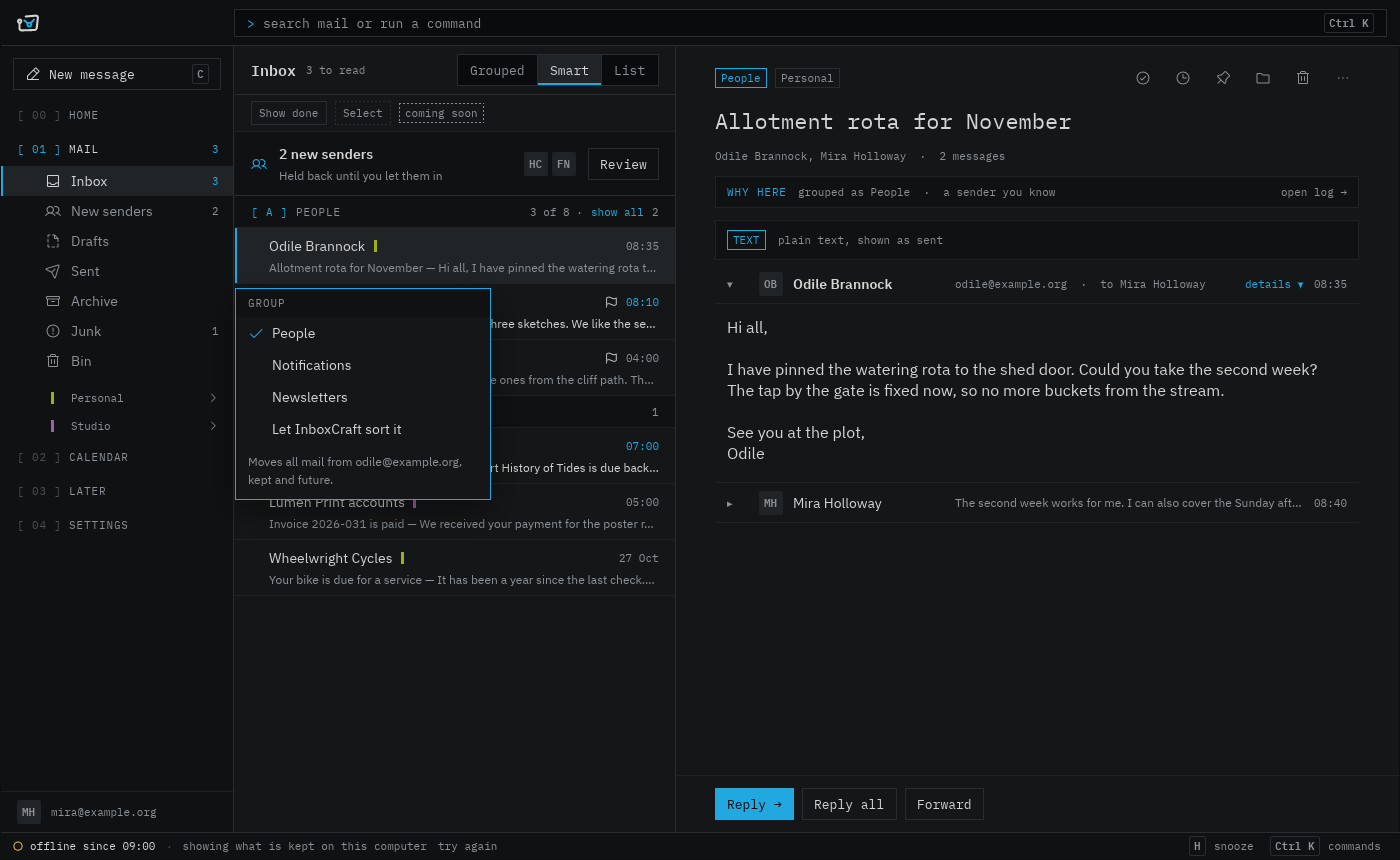 > search mail or run a command Ctrl K
New message C
[ 00 ] HOME
[ 01 ] MAIL 3
Inbox 3
New senders 2
Drafts
Sent
Archive
Junk 1
Bin
Personal
Studio
[ 02 ] CALENDAR
[ 03 ] LATER
[ 04 ] SETTINGS
MH mira@example.org
Inbox 3 to read Grouped Smart List
Show done Select coming soon
2 new senders
Held back until you let them in
HC FN Review
[ A ] PEOPLE 3 of 8 · show all 2
Odile Brannock 08:35
Allotment rota for November — Hi all, I have pinned the watering rota t…
08:10
hree sketches. We like the se…
04:00
e ones from the cliff path. Th…
1
07:00
rt History of Tides is due back…
GROUP
People
Notifications
Newsletters
Let InboxCraft sort it
Moves all mail from odile@example.org,
kept and future.
Lumen Print accounts 05:00
Invoice 2026-031 is paid — We received your payment for the poster r…
Wheelwright Cycles 27 Oct
Your bike is due for a service — It has been a year since the last check.…
People Personal
Allotment rota for November
Odile Brannock, Mira Holloway · 2 messages
WHY HERE grouped as People · a sender you know open log →
TEXT plain text, shown as sent
▾ OB Odile Brannock odile@example.org · to Mira Holloway details ▾ 08:35
Hi all,
I have pinned the watering rota to the shed door. Could you take the second week?
The tap by the gate is fixed now, so no more buckets from the stream.
See you at the plot,
Odile
▸ MH Mira Holloway The second week works for me. I can also cover the Sunday aft… 08:40
Reply → Reply all Forward
offline since 09:00 · showing what is kept on this computer try again H snooze Ctrl K commands